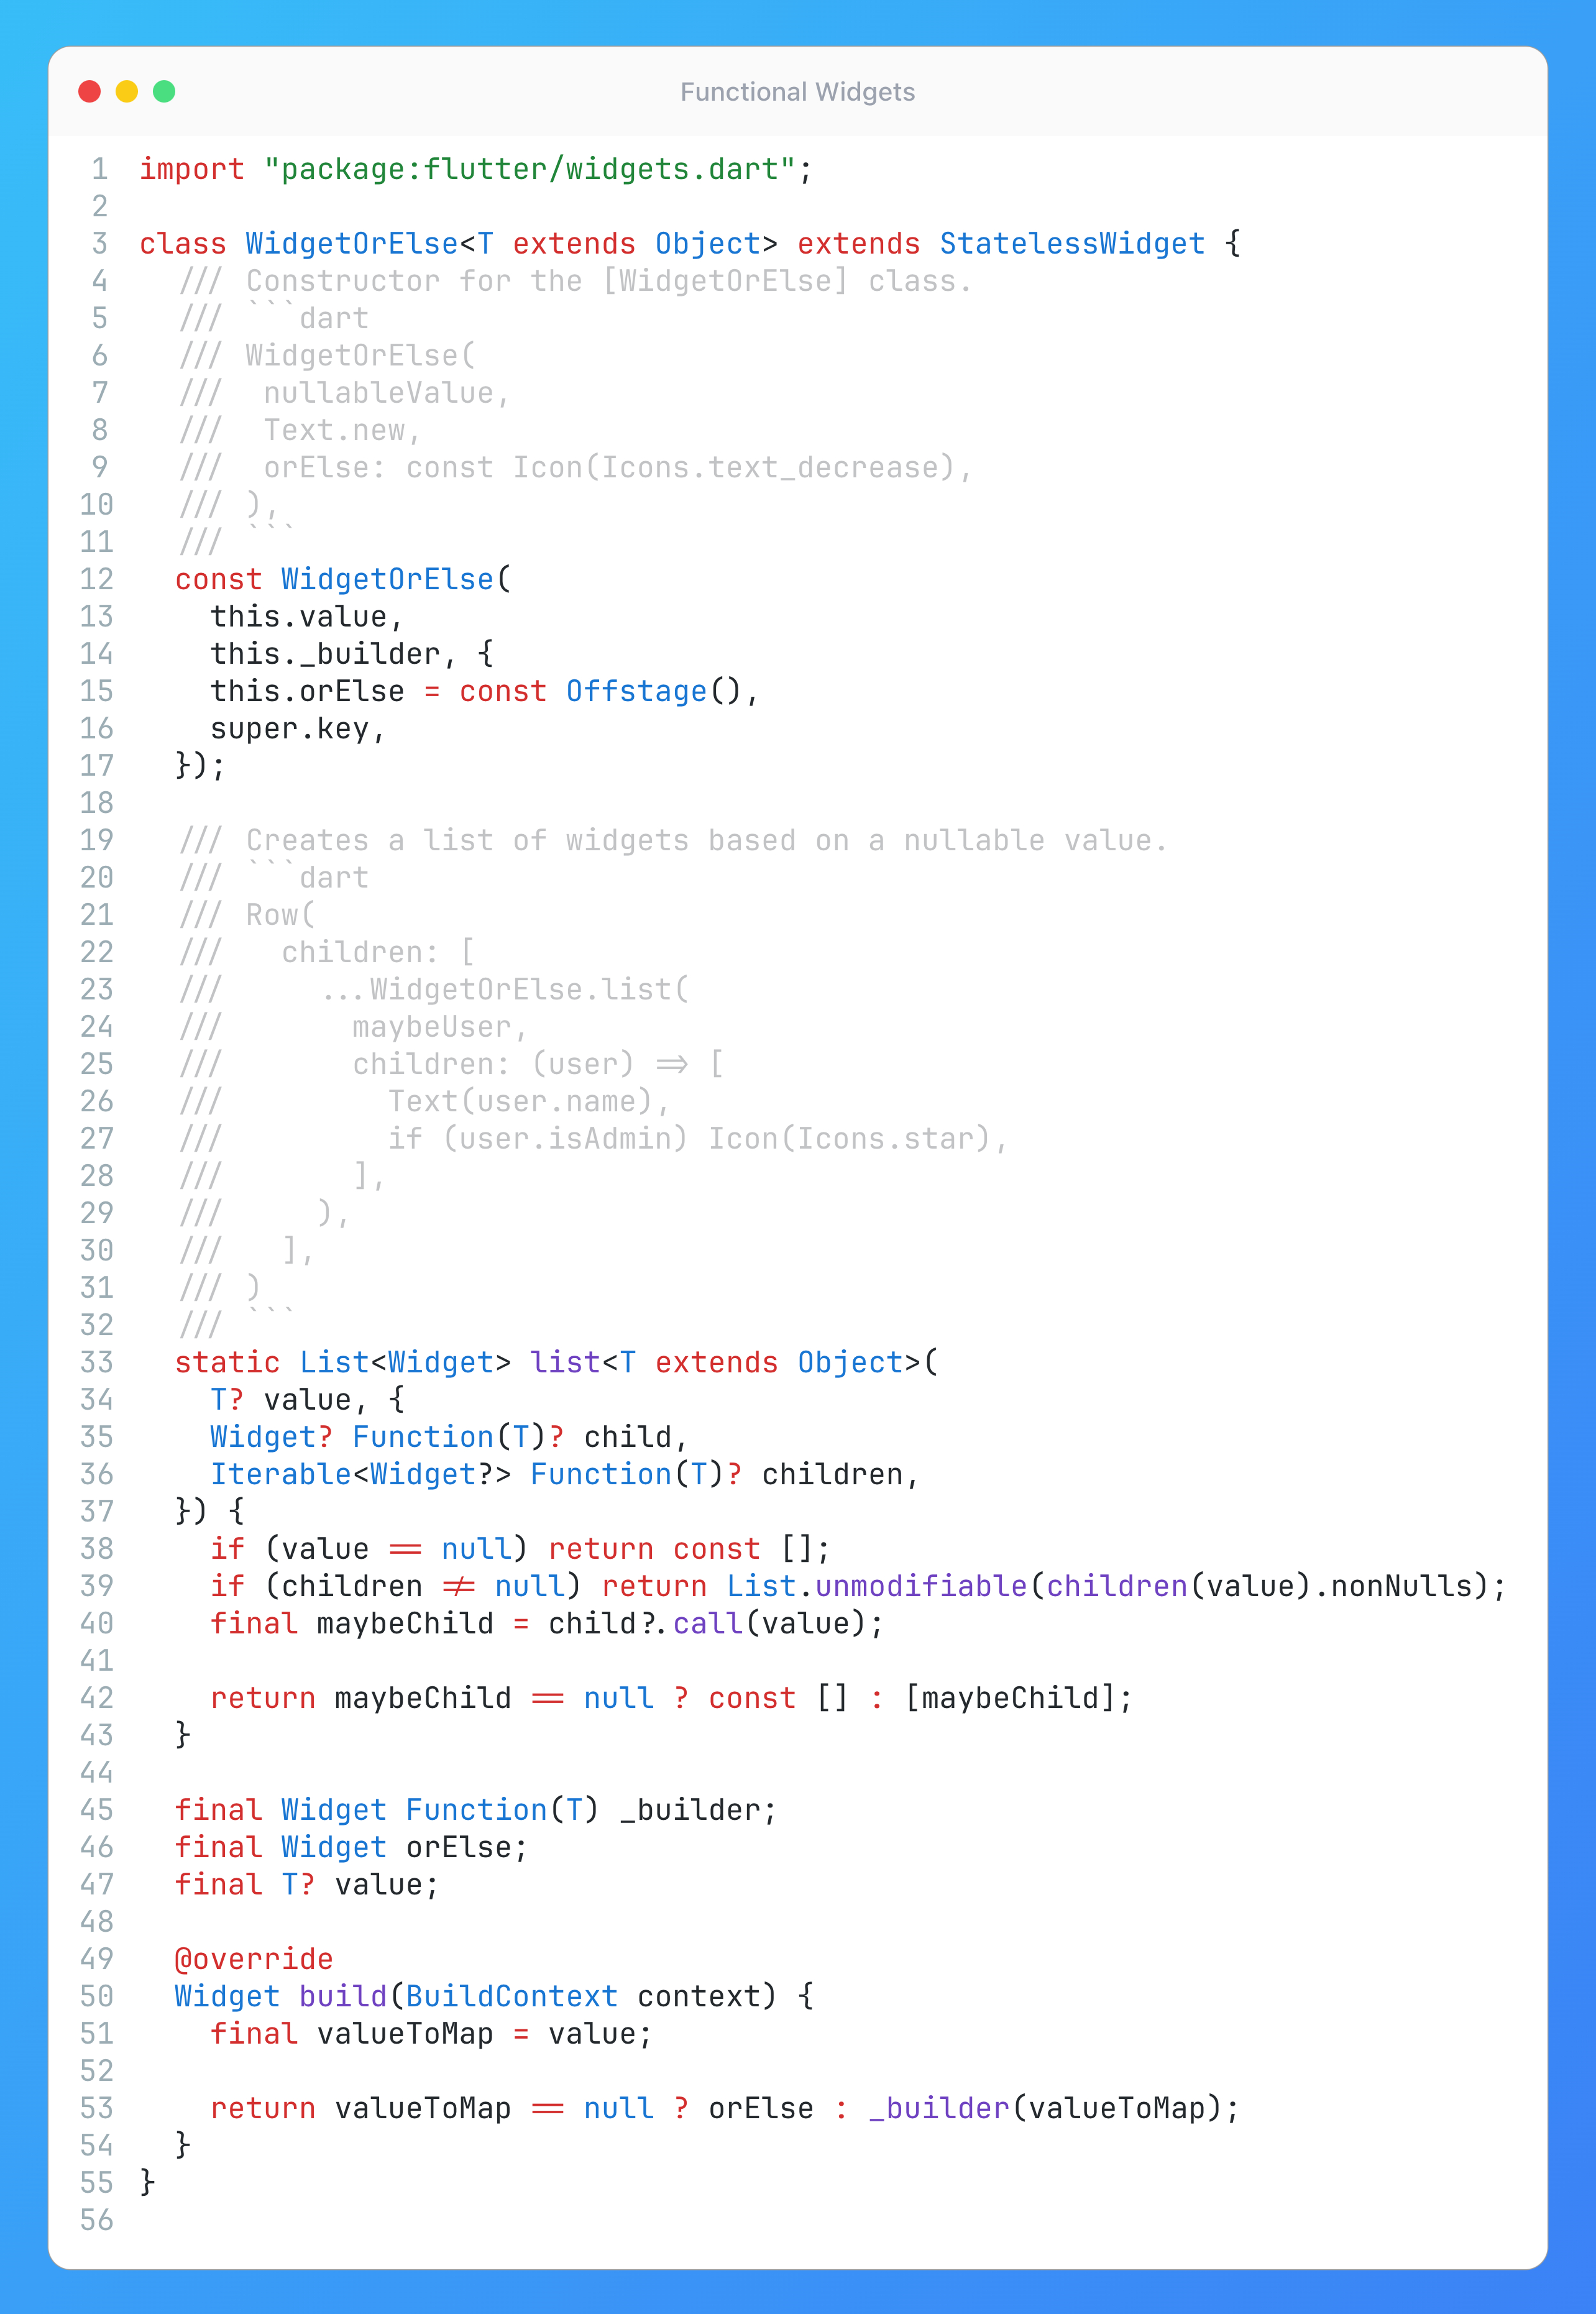 Functional Widgets
1 import "package:flutter/widgets.dart";
2
3 class WidgetOrElse<T extends Object> extends StatelessWidget {
4   /// Constructor for the [WidgetOrElse] class.
5   /// ```dart
6   /// WidgetOrElse(
7   ///  nullableValue,
8   ///  Text.new,
9   ///  orElse: const Icon(Icons.text_decrease),
10   /// ),
11   /// ```
12   const WidgetOrElse(
13     this.value,
14     this._builder, {
15     this.orElse = const Offstage(),
16     super.key,
17   });
18
19   /// Creates a list of widgets based on a nullable value.
20   /// ```dart
21   /// Row(
22   ///   children: [
23   ///     ...WidgetOrElse.list(
24   ///       maybeUser,
25   ///       children: (user) => [
26   ///         Text(user.name),
27   ///         if (user.isAdmin) Icon(Icons.star),
28   ///       ],
29   ///     ),
30   ///   ],
31   /// )
32   /// ```
33   static List<Widget> list<T extends Object>(
34     T? value, {
35     Widget? Function(T)? child,
36     Iterable<Widget?> Function(T)? children,
37   }) {
38     if (value == null) return const [];
39     if (children != null) return List.unmodifiable(children(value).nonNulls);
40     final maybeChild = child?.call(value);
41
42     return maybeChild == null ? const [] : [maybeChild];
43   }
44
45   final Widget Function(T) _builder;
46   final Widget orElse;
47   final T? value;
48
49   @override
50   Widget build(BuildContext context) {
51     final valueToMap = value;
52
53     return valueToMap == null ? orElse : _builder(valueToMap);
54   }
55 }
56